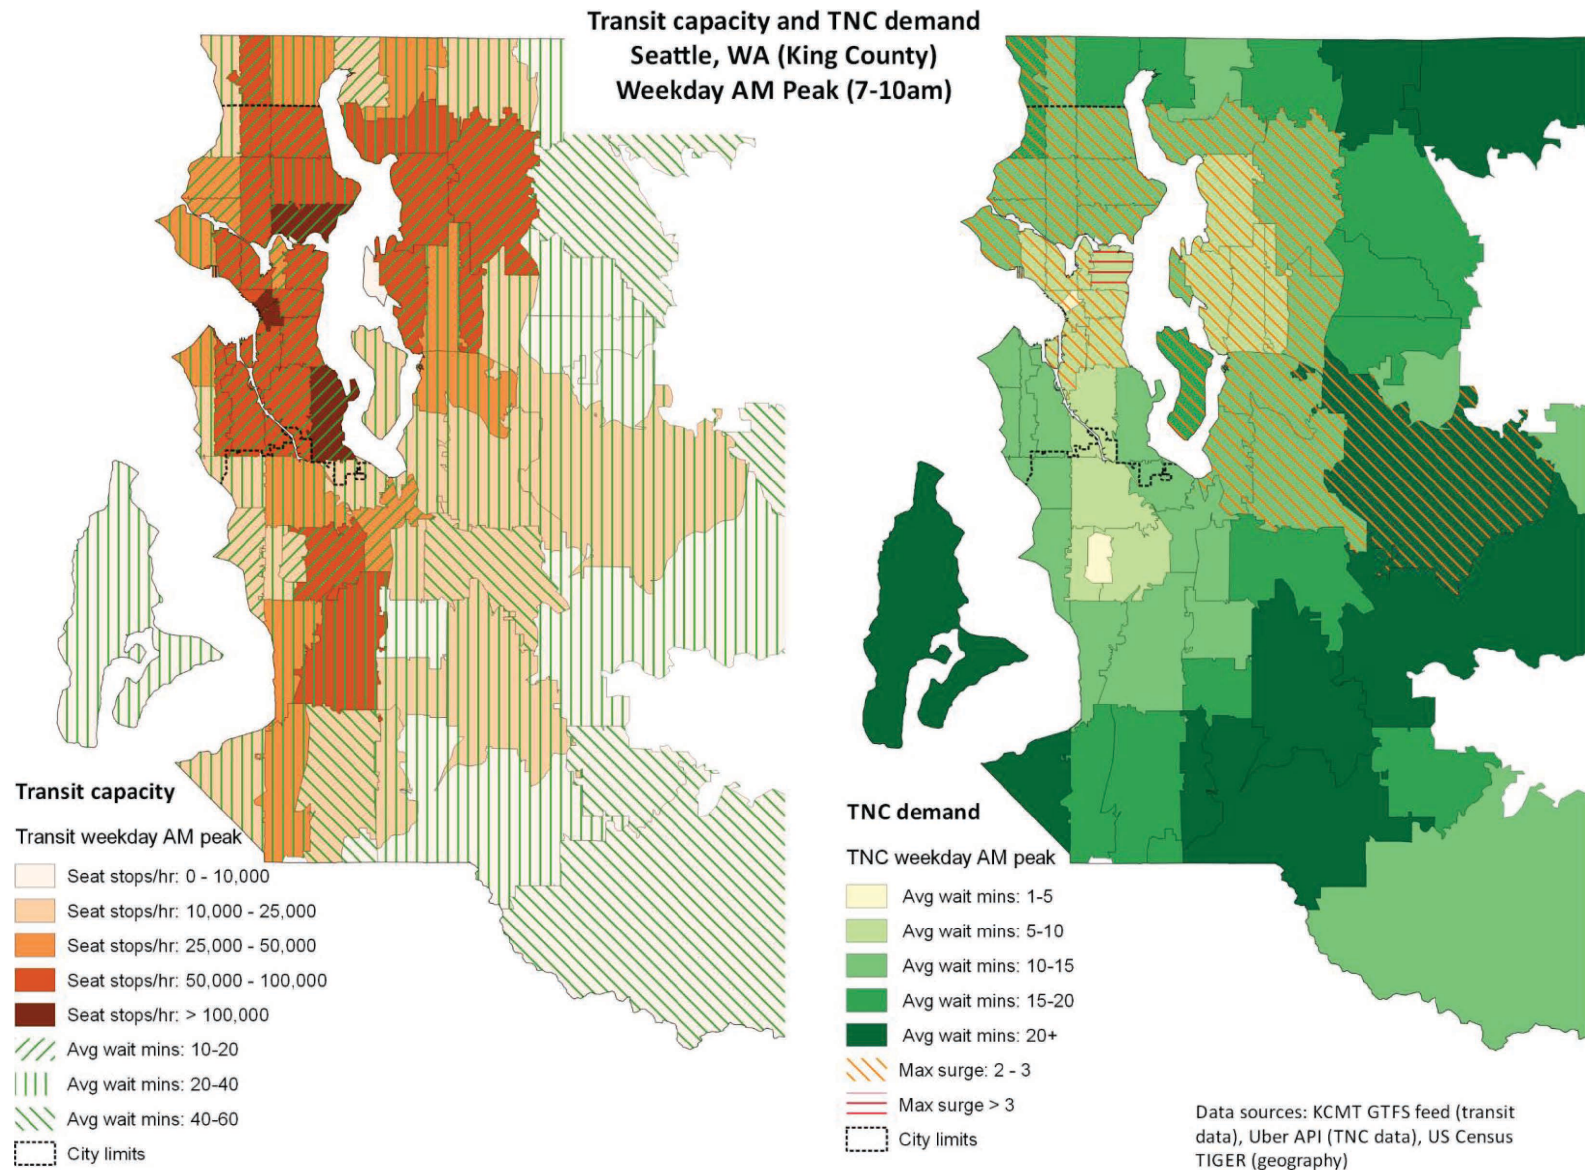 Transit capacity and TNC demand
Seattle, WA (King County)
Weekday AM Peak (7-10am)
Transit capacity
Transit weekday AM peak
Seat stops/hr: 0 - 10,000
Seat stops/hr: 10,000 - 25,000
Seat stops/hr: 25,000 - 50,000
Seat stops/hr: 50,000 - 100,000
Seat stops/hr: > 100,000
Avg wait mins: 10-20
Avg wait mins: 20-40
Avg wait mins: 40-60
City limits
TNC demand
TNC weekday AM peak
Avg wait mins: 1-5
Avg wait mins: 5-10
Avg wait mins: 10-15
Avg wait mins: 15-20
Avg wait mins: 20+
Max surge: 2 - 3
Max surge > 3
City limits
Data sources: KCMT GTFS feed (transit
data), Uber API (TNC data), US Census
TIGER (geography)